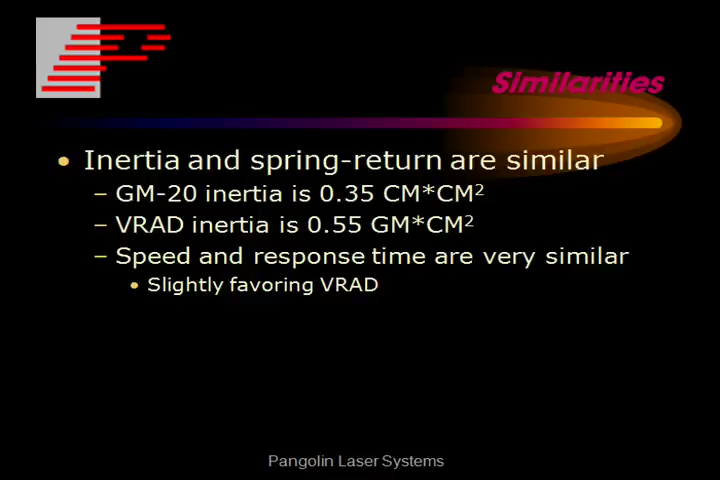 Similarities
• Inertia and spring-return are similar
– GM-20 inertia is 0.35 CM*CM²
– VRAD inertia is 0.55 GM*CM²
– Speed and response time are very similar
• Slightly favoring VRAD
Pangolin Laser Systems